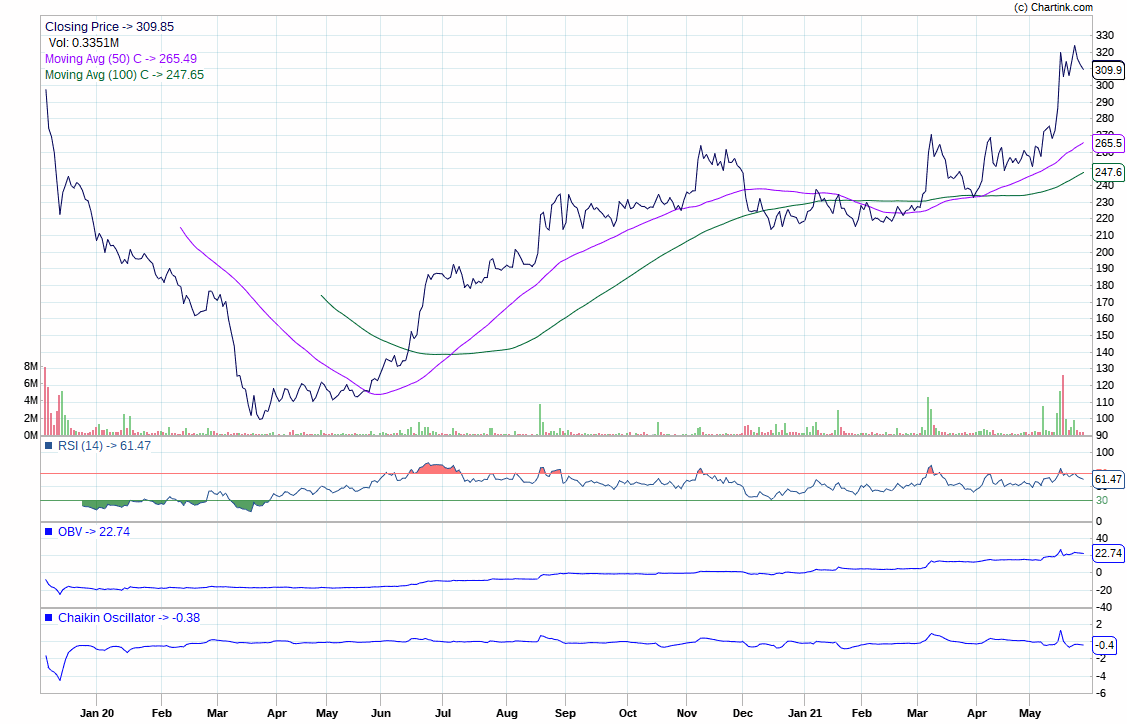 (c) Chartink.com
Closing Price -> 309.85
Vol: 0.3351M
Moving Avg (50) C -> 265.49
Moving Avg (100) C -> 247.65
330
320
309.9
300
290
280
265.5
247.6
240
230
220
210
200
190
180
170
160
150
140
130
120
110
100
90
8M
6M
4M
2M
0M
RSI (14) -> 61.47
100
61.47
30
0
OBV -> 22.74
40
22.74
0
-20
-40
Chaikin Oscillator -> -0.38
2
-0.4
-2
-4
-6
Jan 20 Feb Mar Apr May Jun Jul Aug Sep Oct Nov Dec Jan 21 Feb Mar Apr May